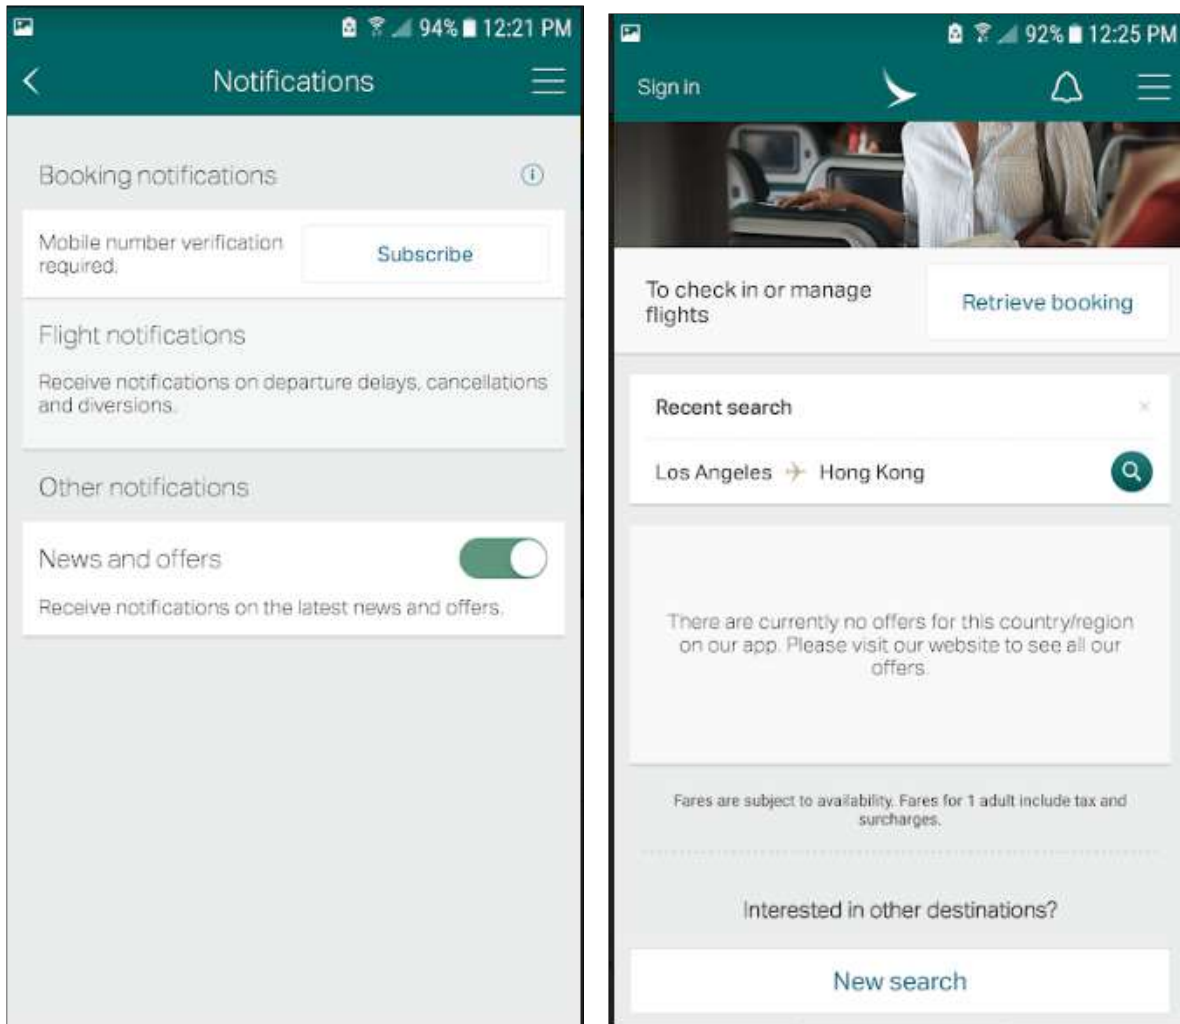 94% 12:21 PM
Notifications
Booking notifications
Mobile number verification
required.
Subscribe
Flight notifications
Receive notifications on departure delays, cancellations
and diversions.
Other notifications
News and offers
Receive notifications on the latest news and offers.
92% 12:25 PM
Sign in
To check in or manage
flights
Retrieve booking
Recent search
Los Angeles Hong Kong
There are currently no offers for this country/region
on our app. Please visit our website to see all our
offers.
Fares are subject to availability. Fares for 1 adult include tax and
surcharges.
Interested in other destinations?
New search